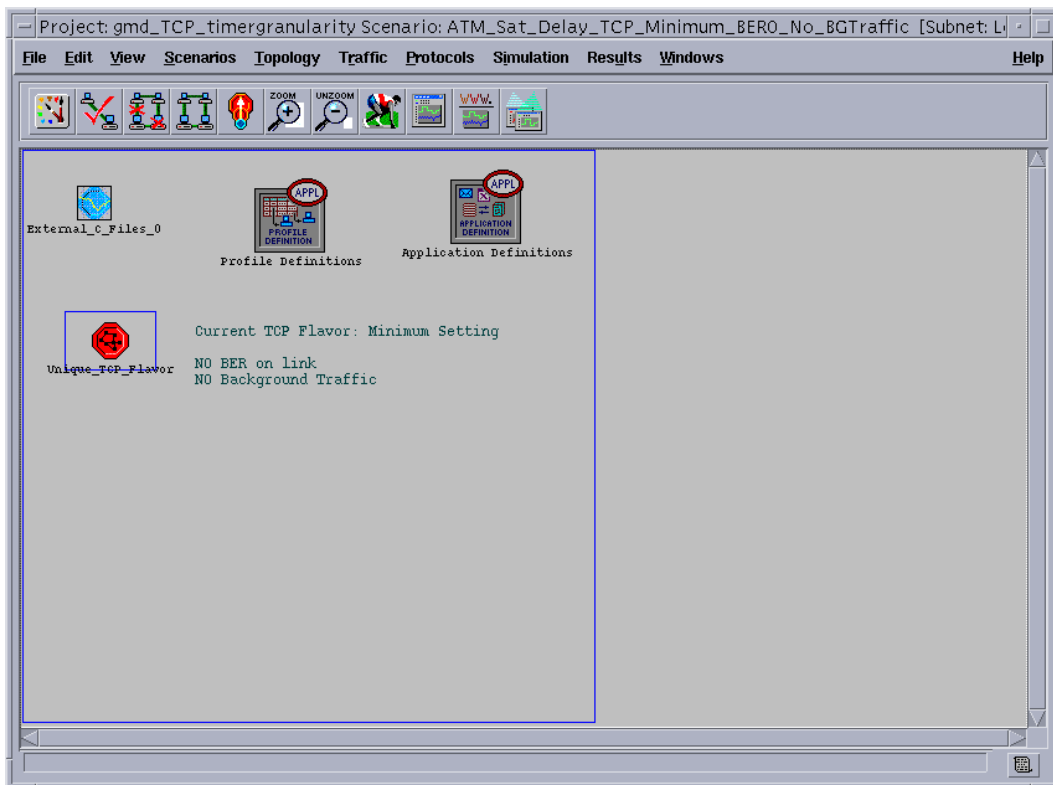 Project: gmd_TCP_timergranularity Scenario: ATM_Sat_Delay_TCP_Minimum_BER0_No_BGTraffic [Subnet: L
File Edit View Scenarios Topology Traffic Protocols Simulation Results Windows Help
ZOOM UNZOOM WWW.
APPL
PROFILE
DEFINITION
APPL
APPLICATION
DEFINITION
External_C_Files_0
Profile Definitions
Application Definitions
Unique_TCP_Flavor
Current TCP Flavor: Minimum Setting
NO BER on link
NO Background Traffic